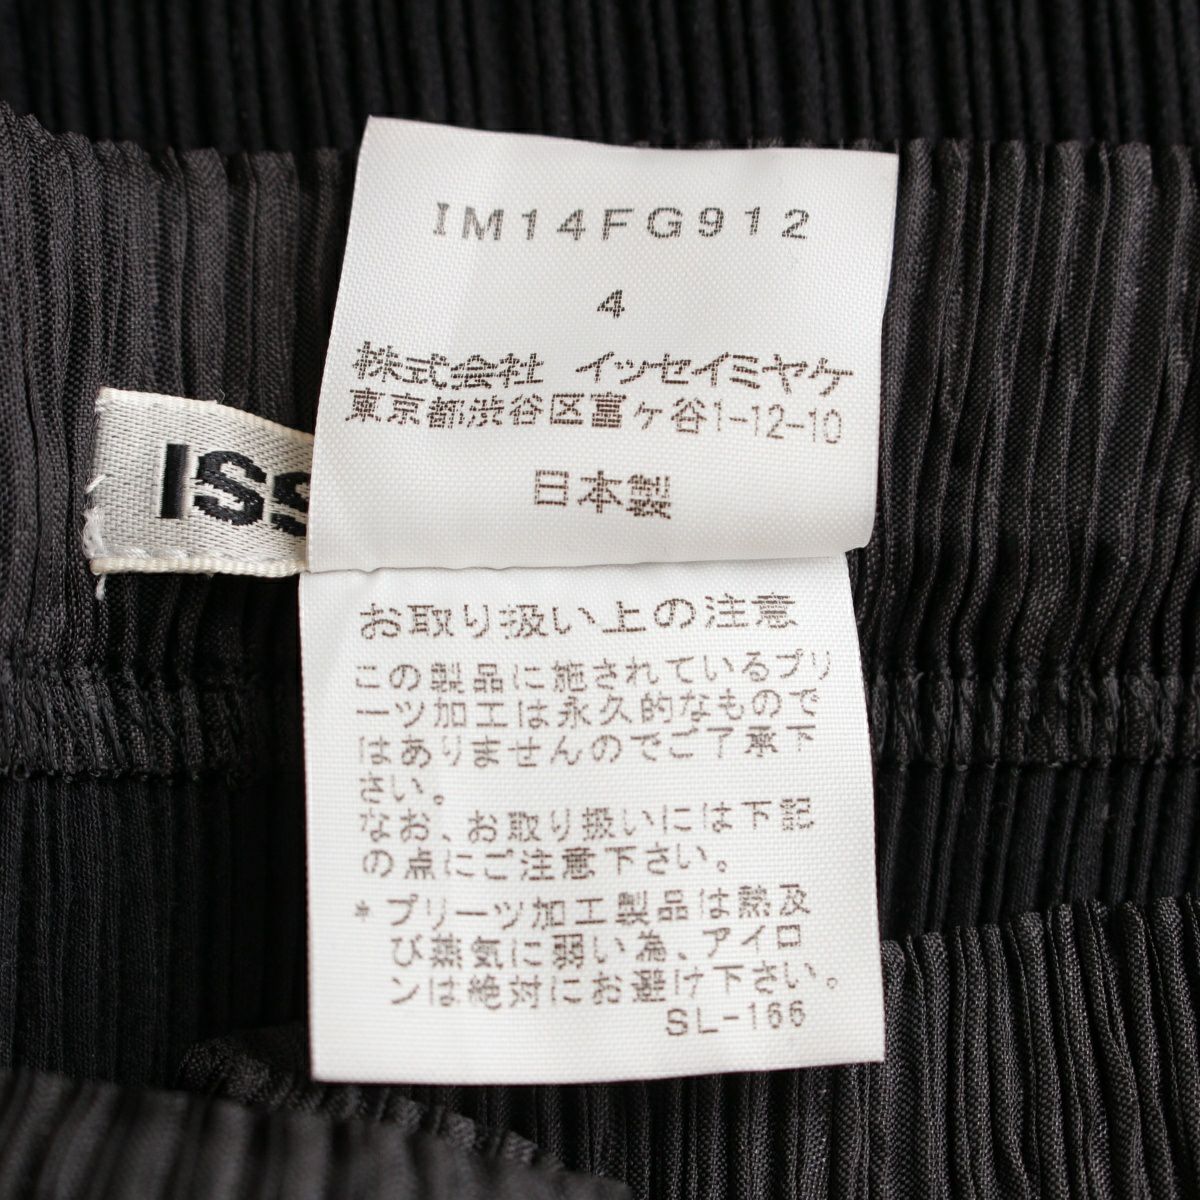 IM14FG912
4
株式会社 イッセイミヤケ
東京都渋谷区富ヶ谷1-12-10
日本製
ISS
お取り扱い上の注意
この製品に施されているプリ
ーツ加工は永久的なもので
はありませんのでご了承下
さい。
なお、お取り扱いには下記
の点にご注意下さい。
* プリーツ加工製品は熱及
び蒸気に弱い為、アイロ
ンは絶対にお避け下さい。
SL-166